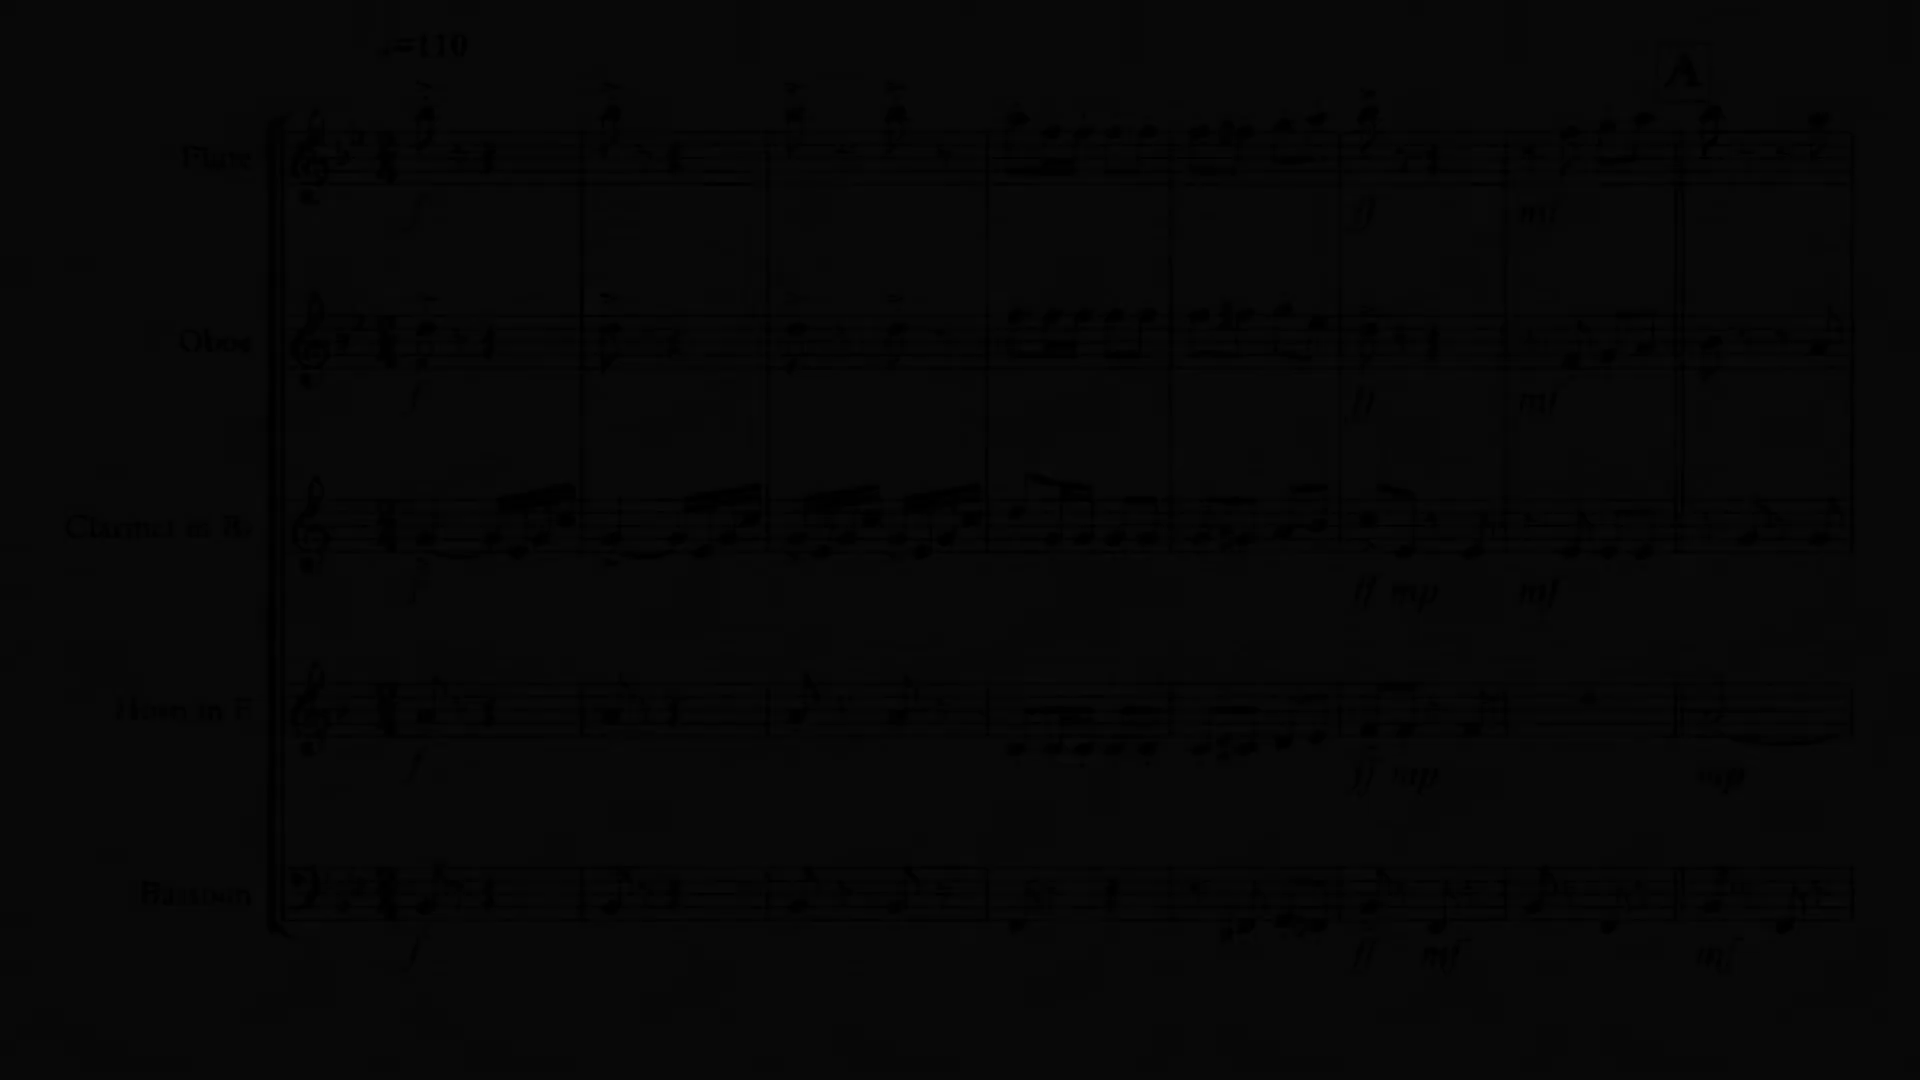 ♩=110
A
Flute
f
ff
mf
Oboe
f
ff
mf
Clarinet in B♭
f
ff mp
mf
Horn in F
f
ff mp
mp
Bassoon
f
ff
mf
mf